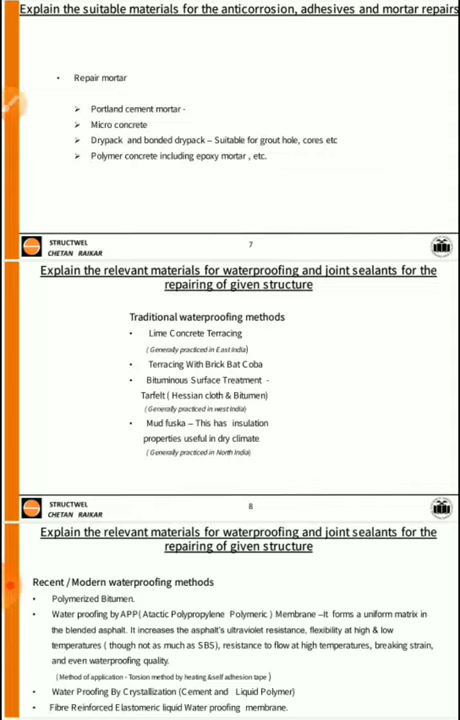 Explain the suitable materials for the anticorrosion, adhesives and mortar repairs
• Repair mortar
➢ Portland cement mortar -
➢ Micro concrete
➢ Drypack and bonded drypack – Suitable for grout hole, cores etc
➢ Polymer concrete including epoxy mortar , etc.
STRUCTWEL
CHETAN RAIKAR
7
Explain the relevant materials for waterproofing and joint sealants for the
repairing of given structure
Traditional waterproofing methods
• Lime Concrete Terracing
( Generally practiced in East India)
• Terracing With Brick Bat Coba
• Bituminous Surface Treatment -
Tarfelt ( Hessian cloth & Bitumen)
( Generally practiced in west India)
• Mud fuska – This has insulation
properties useful in dry climate
( Generally practiced in North India)
STRUCTWEL
CHETAN RAIKAR
8
Explain the relevant materials for waterproofing and joint sealants for the
repairing of given structure
Recent / Modern waterproofing methods
• Polymerized Bitumen.
• Water proofing by APP( Atactic Polypropylene Polymeric ) Membrane –It forms a uniform matrix in
the blended asphalt. It increases the asphalt's ultraviolet resistance, flexibility at high & low
temperatures ( though not as much as SBS), resistance to flow at high temperatures, breaking strain,
and even waterproofing quality.
(Method of application - Torsion method by heating &self adhesion tape )
• Water Proofing By Crystallization (Cement and Liquid Polymer)
• Fibre Reinforced Elastomeric liquid Water proofing membrane.